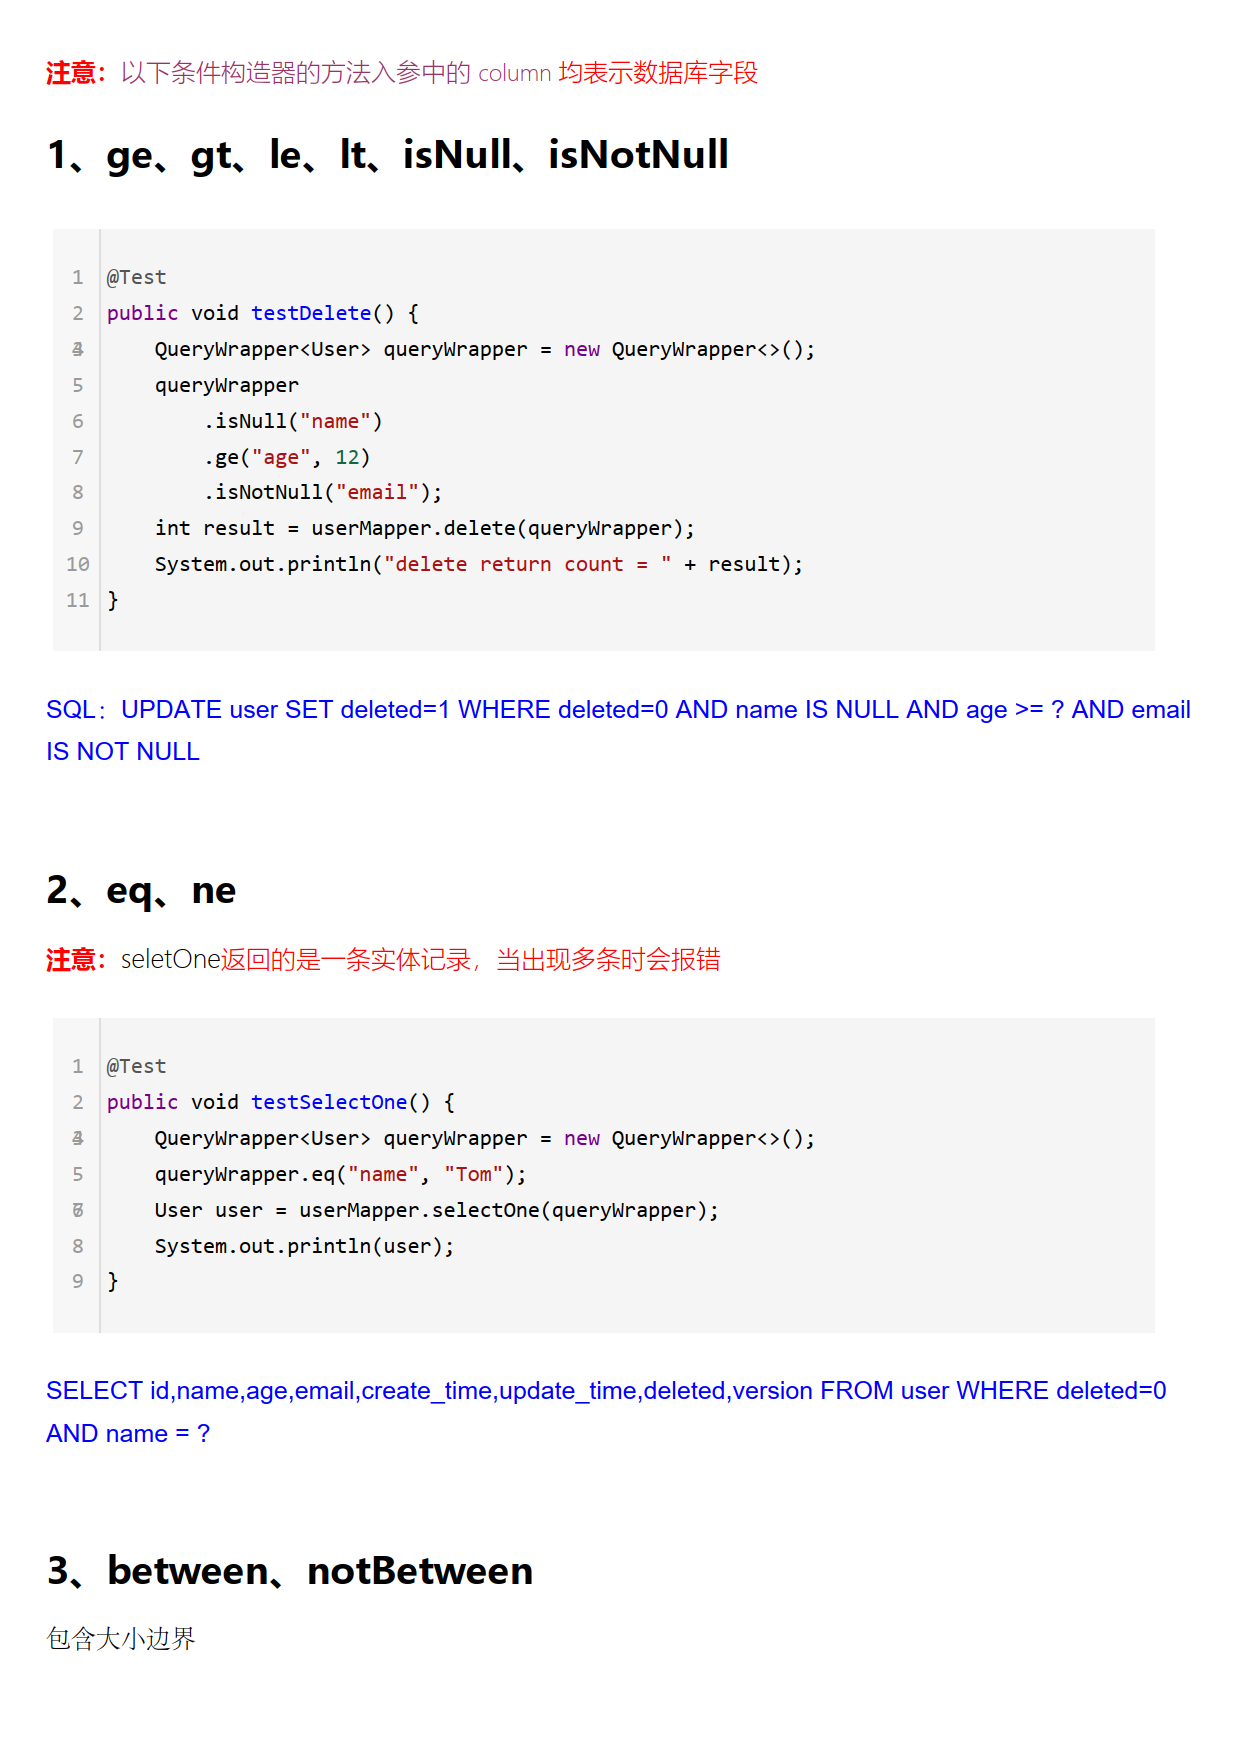 注意：以下条件构造器的方法入参中的 column 均表示数据库字段
1、ge、gt、le、lt、isNull、isNotNull
1 @Test
2 public void testDelete() {
3
4     QueryWrapper<User> queryWrapper = new QueryWrapper<>();
5     queryWrapper
6         .isNull("name")
7         .ge("age", 12)
8         .isNotNull("email");
9     int result = userMapper.delete(queryWrapper);
10     System.out.println("delete return count = " + result);
11 }
SQL：UPDATE user SET deleted=1 WHERE deleted=0 AND name IS NULL AND age >= ? AND email
IS NOT NULL
2、eq、ne
注意：seletOne返回的是一条实体记录，当出现多条时会报错
1 @Test
2 public void testSelectOne() {
3
4     QueryWrapper<User> queryWrapper = new QueryWrapper<>();
5     queryWrapper.eq("name", "Tom");
6
7     User user = userMapper.selectOne(queryWrapper);
8     System.out.println(user);
9 }
SELECT id,name,age,email,create_time,update_time,deleted,version FROM user WHERE deleted=0
AND name = ?
3、between、notBetween
包含大小边界